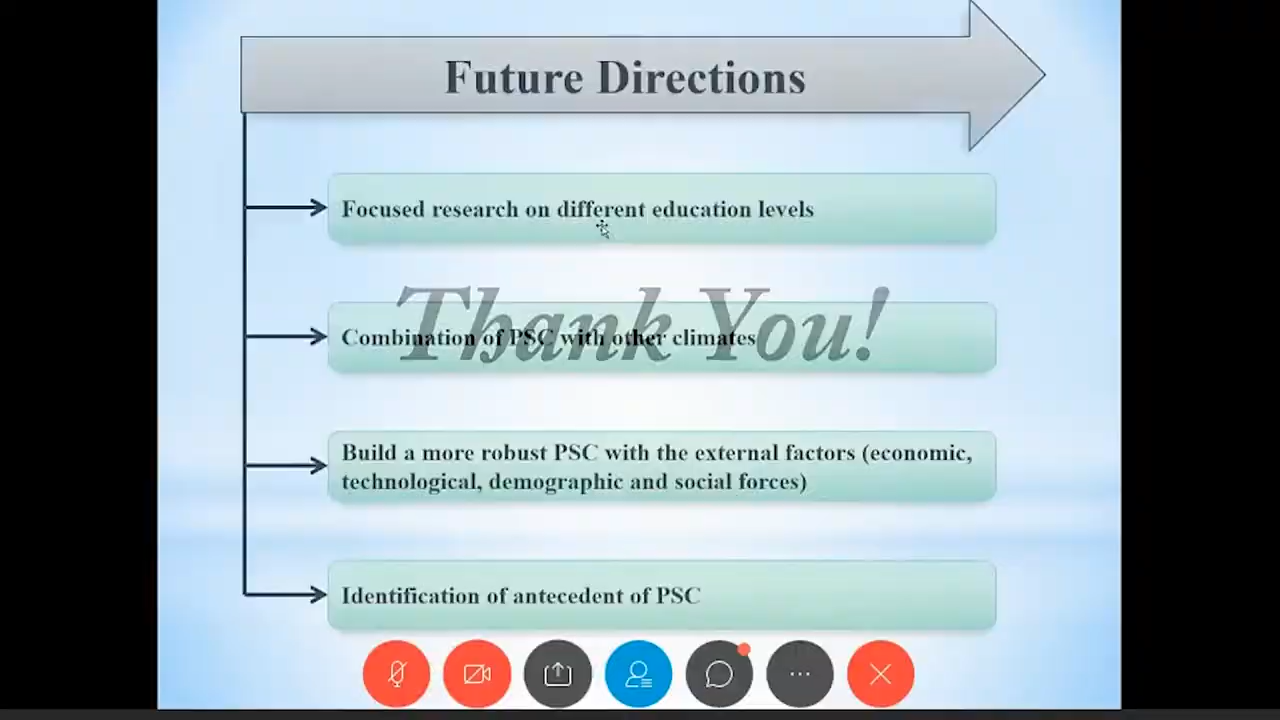 Future Directions
Focused research on different education levels
Thank You!
Combination of PSC with other climates
Build a more robust PSC with the external factors (economic,
technological, demographic and social forces)
Identification of antecedent of PSC